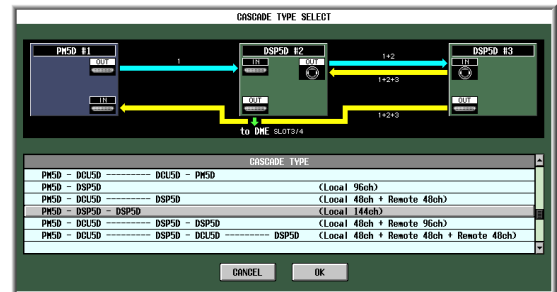 CASCADE TYPE SELECT
PM5D #1
OUT
IN
1
DSP5D #2
IN
OUT
OUT
1+2
1+2+3
1+2+3
DSP5D #3
IN
OUT
to DME SLOT3/4
CASCADE TYPE
PM5D - DCU5D --------- DCU5D - PM5D
PM5D - DSP5D (Local 96ch)
PM5D - DCU5D --------- DSP5D (Local 48ch + Remote 48ch)
PM5D - DSP5D - DSP5D (Local 144ch)
PM5D - DCU5D --------- DSP5D - DSP5D (Local 48ch + Remote 96ch)
PM5D - DCU5D --------- DSP5D - DCU5D --------- DSP5D (Local 48ch + Remote 48ch + Remote 48ch)
CANCEL
OK